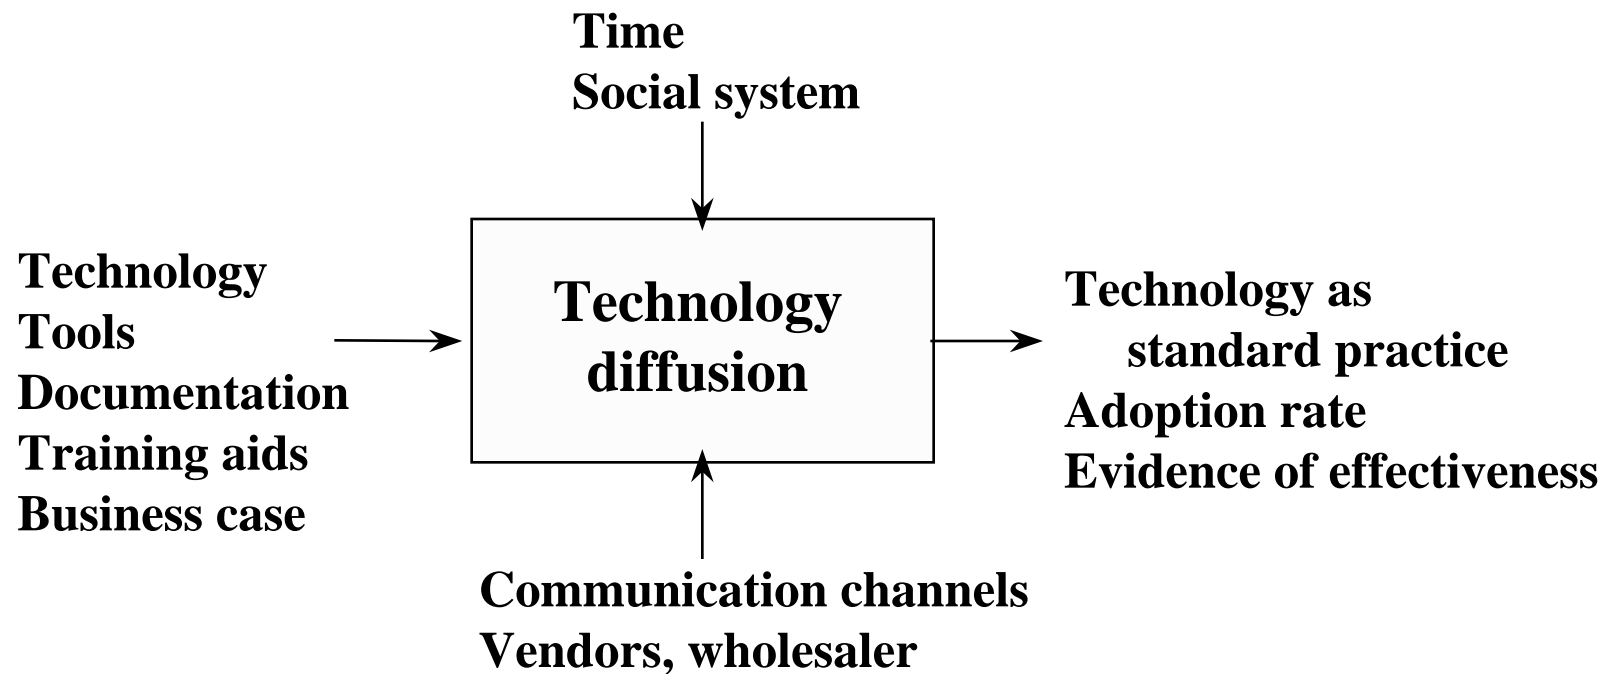 Time
Social system
Technology
Tools
Documentation
Training aids
Business case
Technology
diffusion
Technology as
standard practice
Adoption rate
Evidence of effectiveness
Communication channels
Vendors, wholesaler